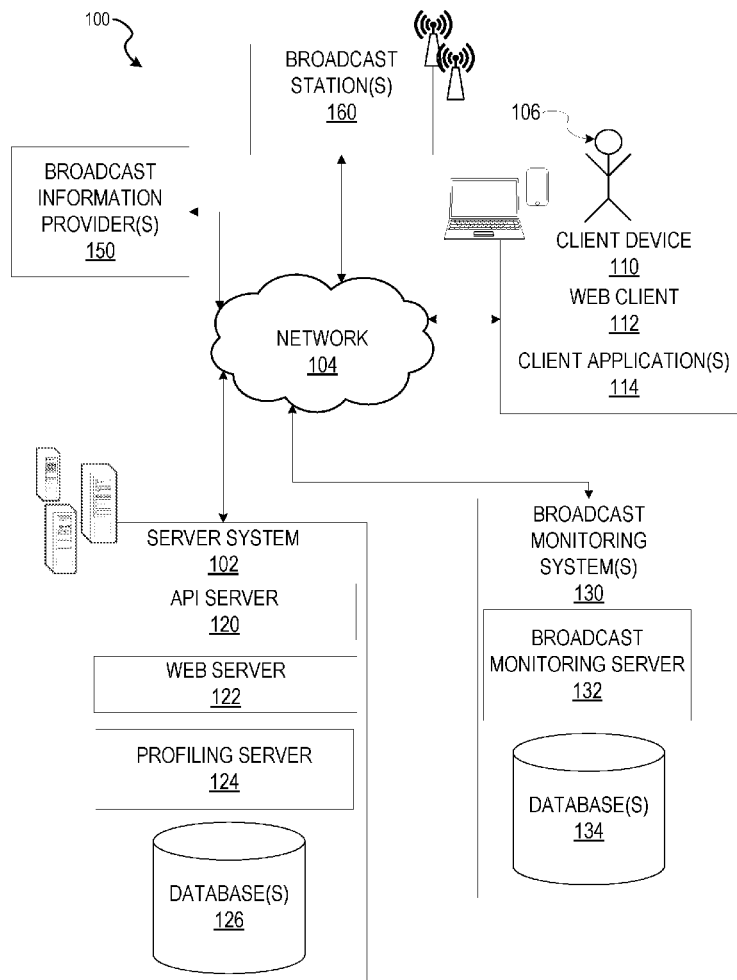 100
BROADCAST
STATION(S)
160
106
BROADCAST
INFORMATION
PROVIDER(S)
150
CLIENT DEVICE
110
WEB CLIENT
112
CLIENT APPLICATION(S)
114
NETWORK
104
SERVER SYSTEM
102
API SERVER
120
WEB SERVER
122
PROFILING SERVER
124
DATABASE(S)
126
BROADCAST
MONITORING
SYSTEM(S)
130
BROADCAST
MONITORING SERVER
132
DATABASE(S)
134